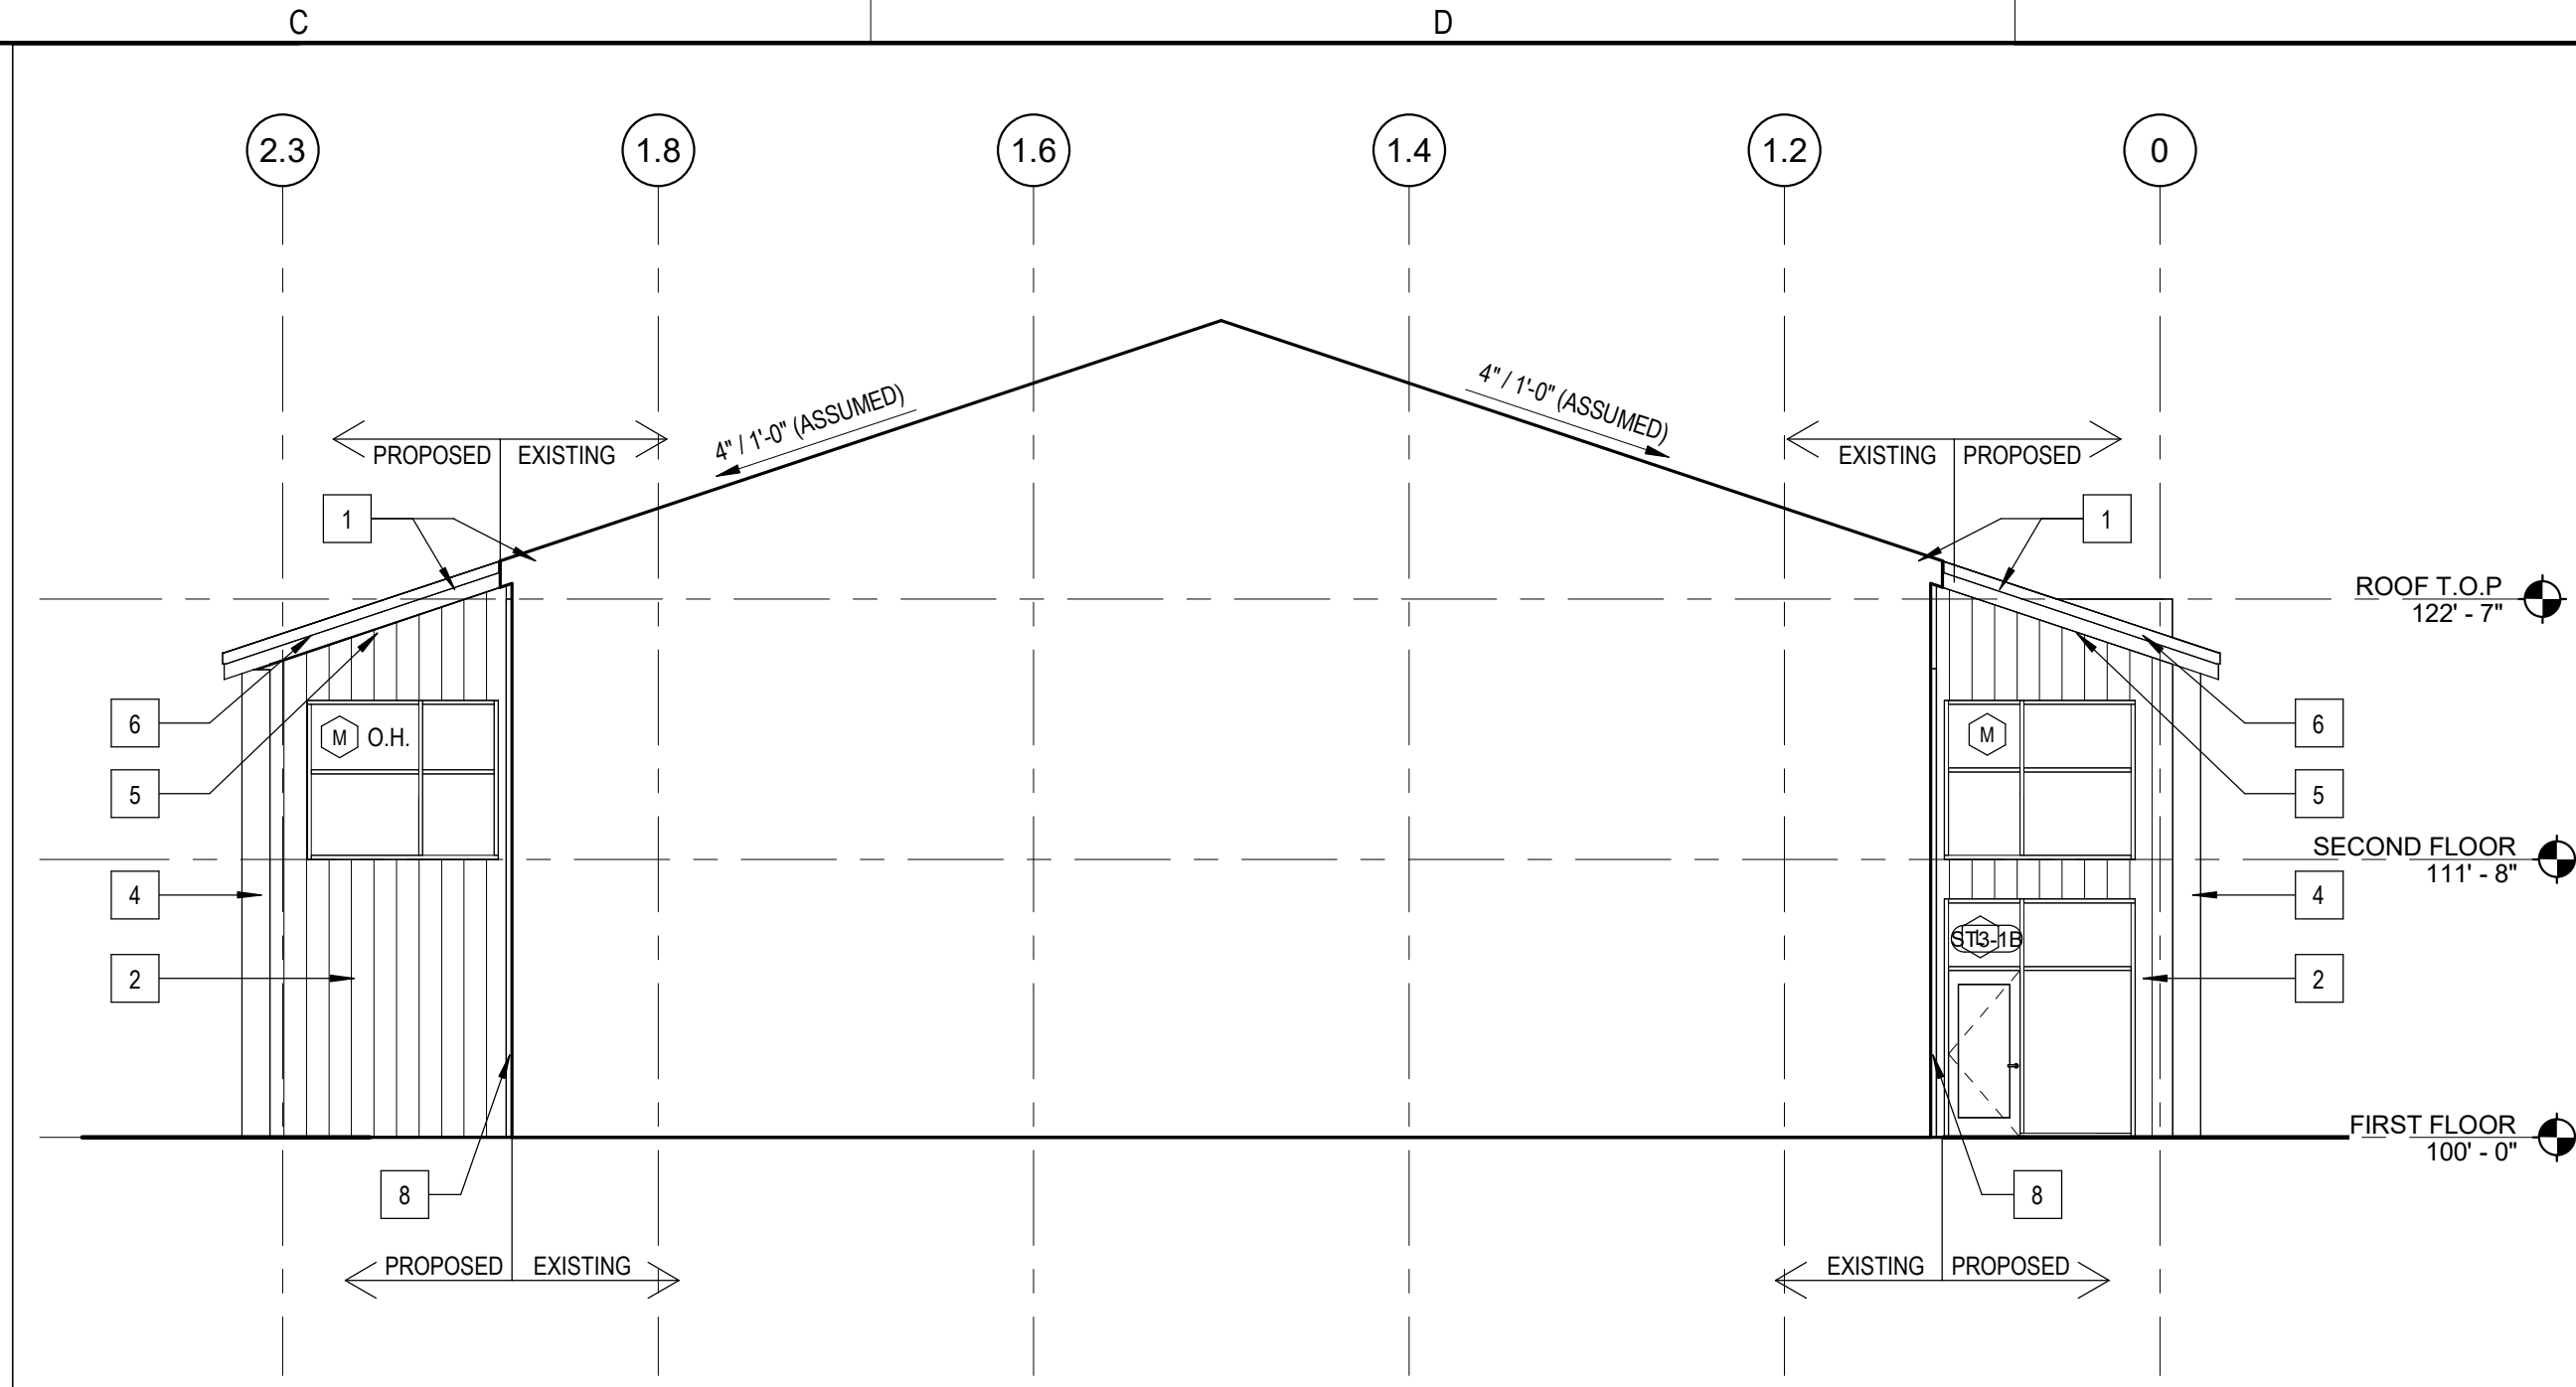 C
D
2.3
1.8
1.6
1.4
1.2
0
4" / 1'-0" (ASSUMED)
4" / 1'-0" (ASSUMED)
PROPOSED
EXISTING
EXISTING
PROPOSED
1
1
ROOF T.O.P
122' - 7"
6
M
O.H.
M
6
5
5
SECOND FLOOR
111' - 8"
4
4
ST3-1B
2
2
FIRST FLOOR
100' - 0"
8
8
PROPOSED
EXISTING
EXISTING
PROPOSED